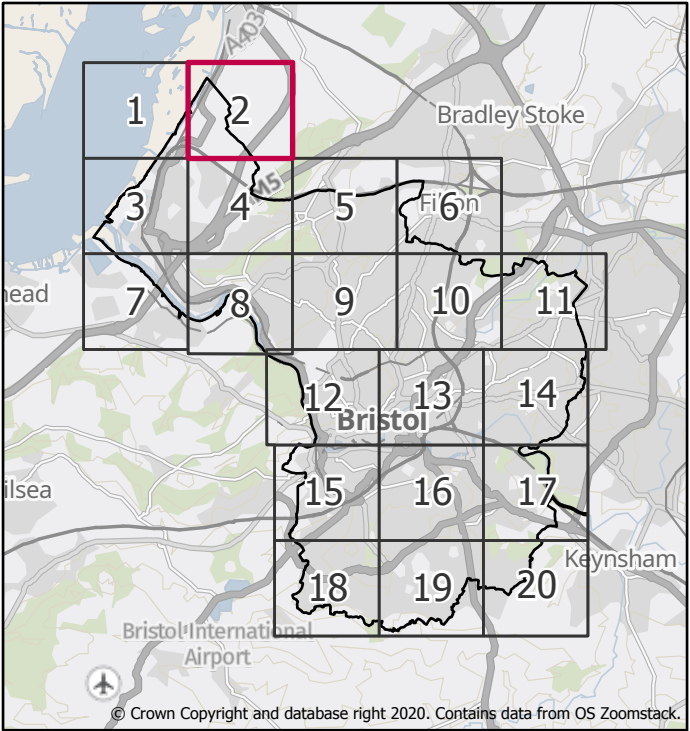 A403
1
2
Bradley Stoke
M5
3
4
5
6
Filton
head
7
8
9
10
11
12
13
14
Bristol
ilsea
15
16
17
Keynsham
18
19
20
Bristol International
Airport
© Crown Copyright and database right 2020. Contains data from OS Zoomstack.